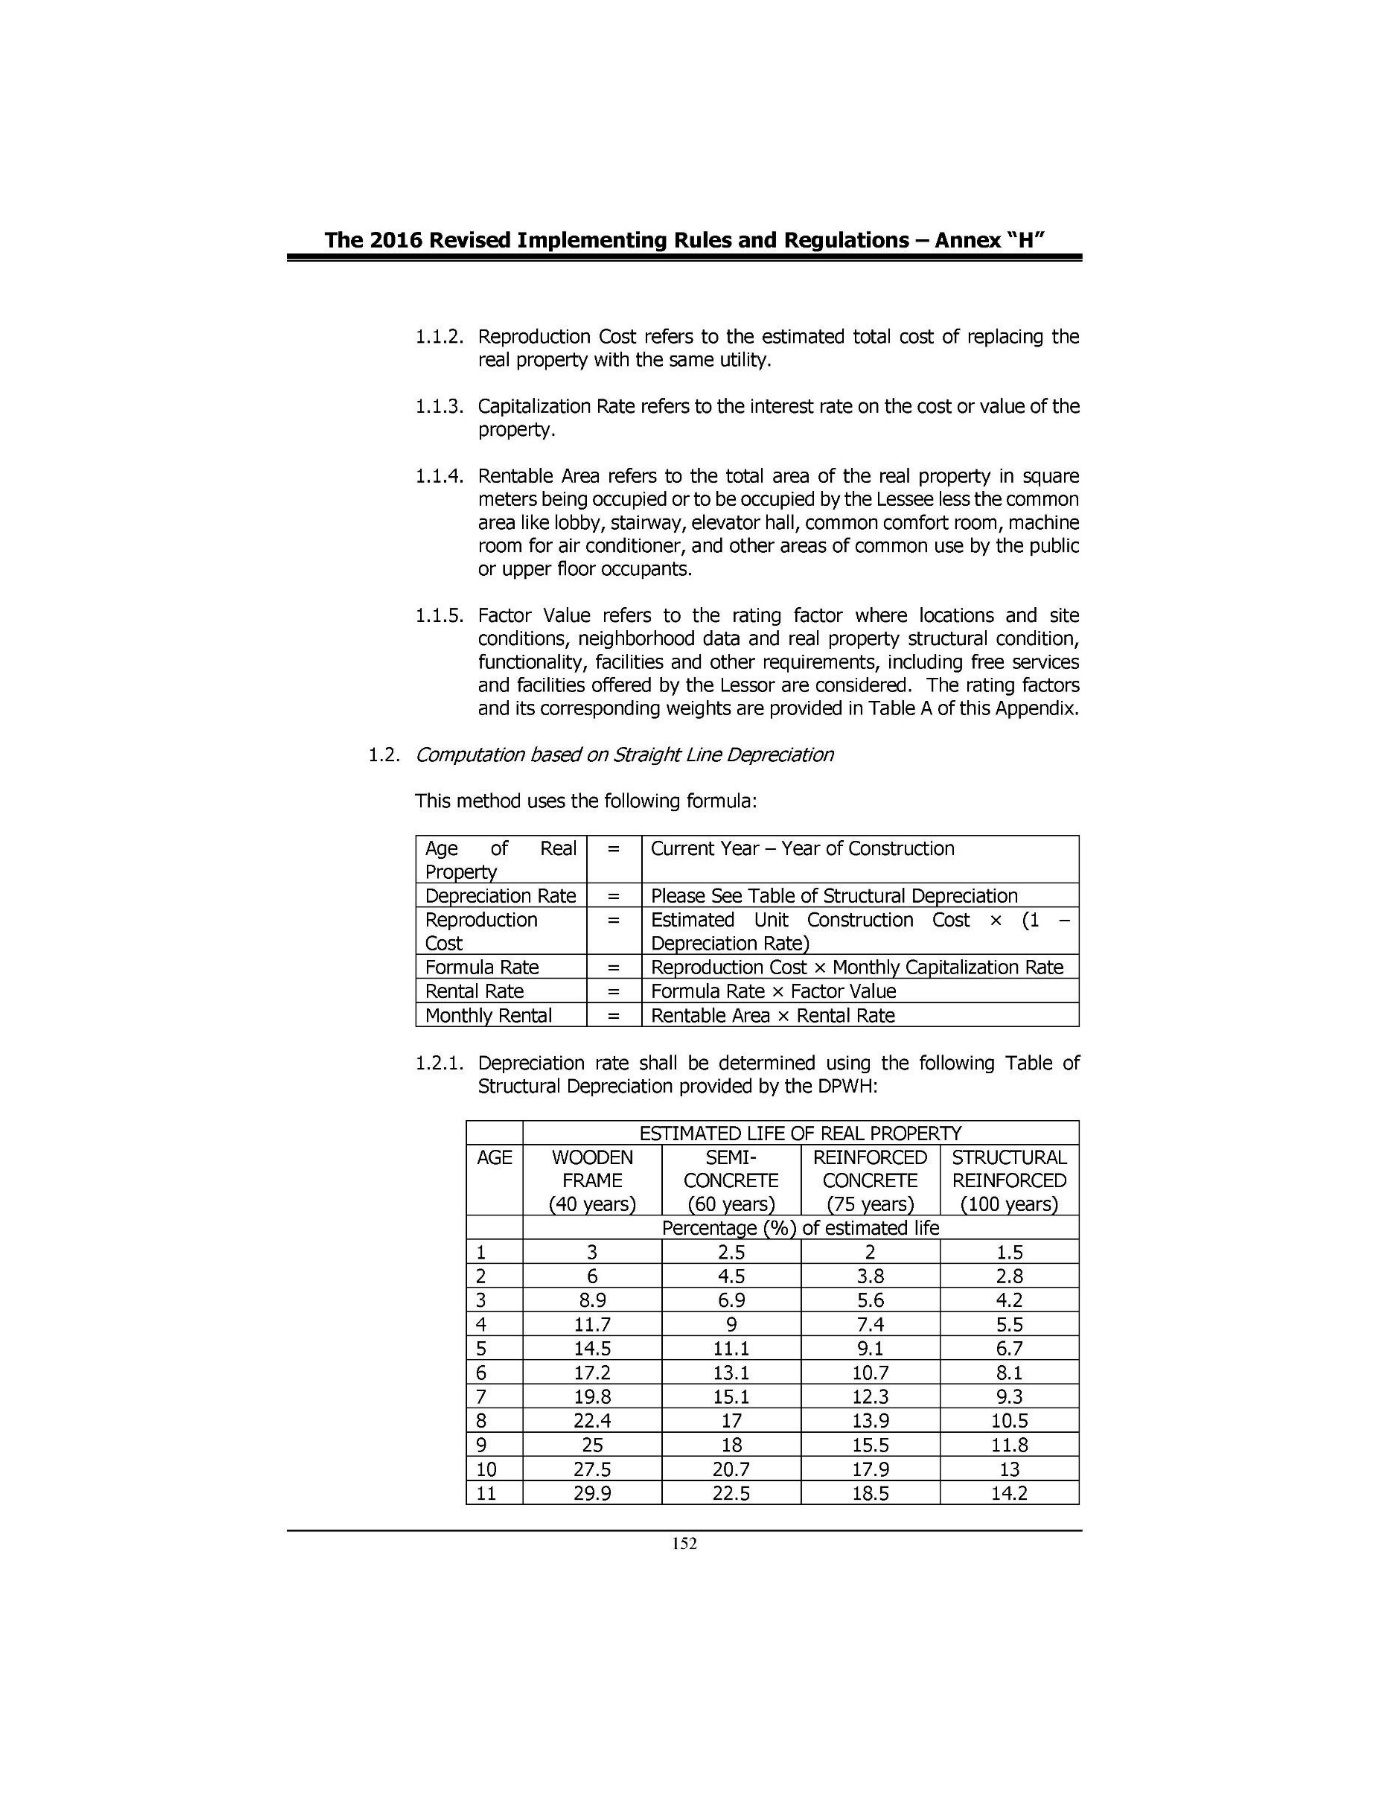 The 2016 Revised Implementing Rules and Regulations – Annex “H”
1.1.2. Reproduction Cost refers to the estimated total cost of replacing the
real property with the same utility.
1.1.3. Capitalization Rate refers to the interest rate on the cost or value of the
property.
1.1.4. Rentable Area refers to the total area of the real property in square
meters being occupied or to be occupied by the Lessee less the common
area like lobby, stairway, elevator hall, common comfort room, machine
room for air conditioner, and other areas of common use by the public
or upper floor occupants.
1.1.5. Factor Value refers to the rating factor where locations and site
conditions, neighborhood data and real property structural condition,
functionality, facilities and other requirements, including free services
and facilities offered by the Lessor are considered. The rating factors
and its corresponding weights are provided in Table A of this Appendix.
1.2. Computation based on Straight Line Depreciation
This method uses the following formula:
Age of Real = Current Year – Year of Construction
Property
Depreciation Rate = Please See Table of Structural Depreciation
Reproduction = Estimated Unit Construction Cost × (1 –
Cost Depreciation Rate)
Formula Rate = Reproduction Cost × Monthly Capitalization Rate
Rental Rate = Formula Rate × Factor Value
Monthly Rental = Rentable Area × Rental Rate
1.2.1. Depreciation rate shall be determined using the following Table of
Structural Depreciation provided by the DPWH:
ESTIMATED LIFE OF REAL PROPERTY
AGE WOODEN SEMI- REINFORCED STRUCTURAL
FRAME CONCRETE CONCRETE REINFORCED
(40 years) (60 years) (75 years) (100 years)
Percentage (%) of estimated life
1 3 2.5 2 1.5
2 6 4.5 3.8 2.8
3 8.9 6.9 5.6 4.2
4 11.7 9 7.4 5.5
5 14.5 11.1 9.1 6.7
6 17.2 13.1 10.7 8.1
7 19.8 15.1 12.3 9.3
8 22.4 17 13.9 10.5
9 25 18 15.5 11.8
10 27.5 20.7 17.9 13
11 29.9 22.5 18.5 14.2
152